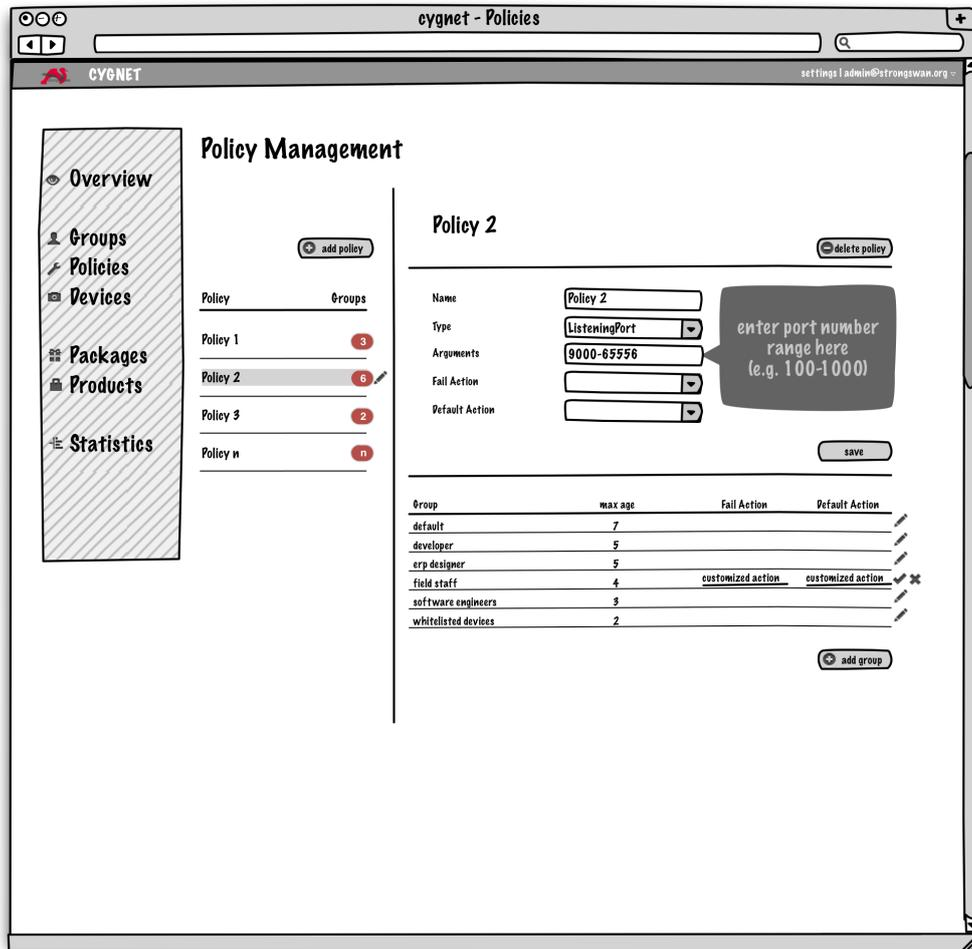 cygnet - Policies
CYGNET
settings | admin@strongswan.org
Policy Management
Overview
Groups
Policies
Devices
Packages
Products
Statistics
add policy
Policy Groups
Policy 1 3
Policy 2 6
Policy 3 2
Policy n n
Policy 2
delete policy
Name Policy 2
Type ListeningPort
Arguments 9000-65556
Fail Action
Default Action
enter port number
range here
(e.g. 100-1000)
save
Group max age Fail Action Default Action
default 7
developer 5
erp designer 5
field staff 4 customized action customized action
software engineers 3
whitelisted devices 2
add group